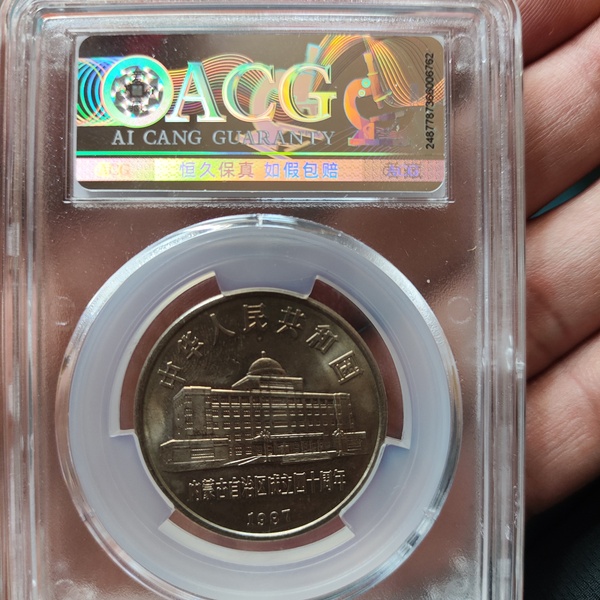 ACG
AI CANG GUARANTY
ACG 恒久保真 如假包赔 爱藏
2487787368006762
中华人民共和国
内蒙古自治区成立四十周年
1987